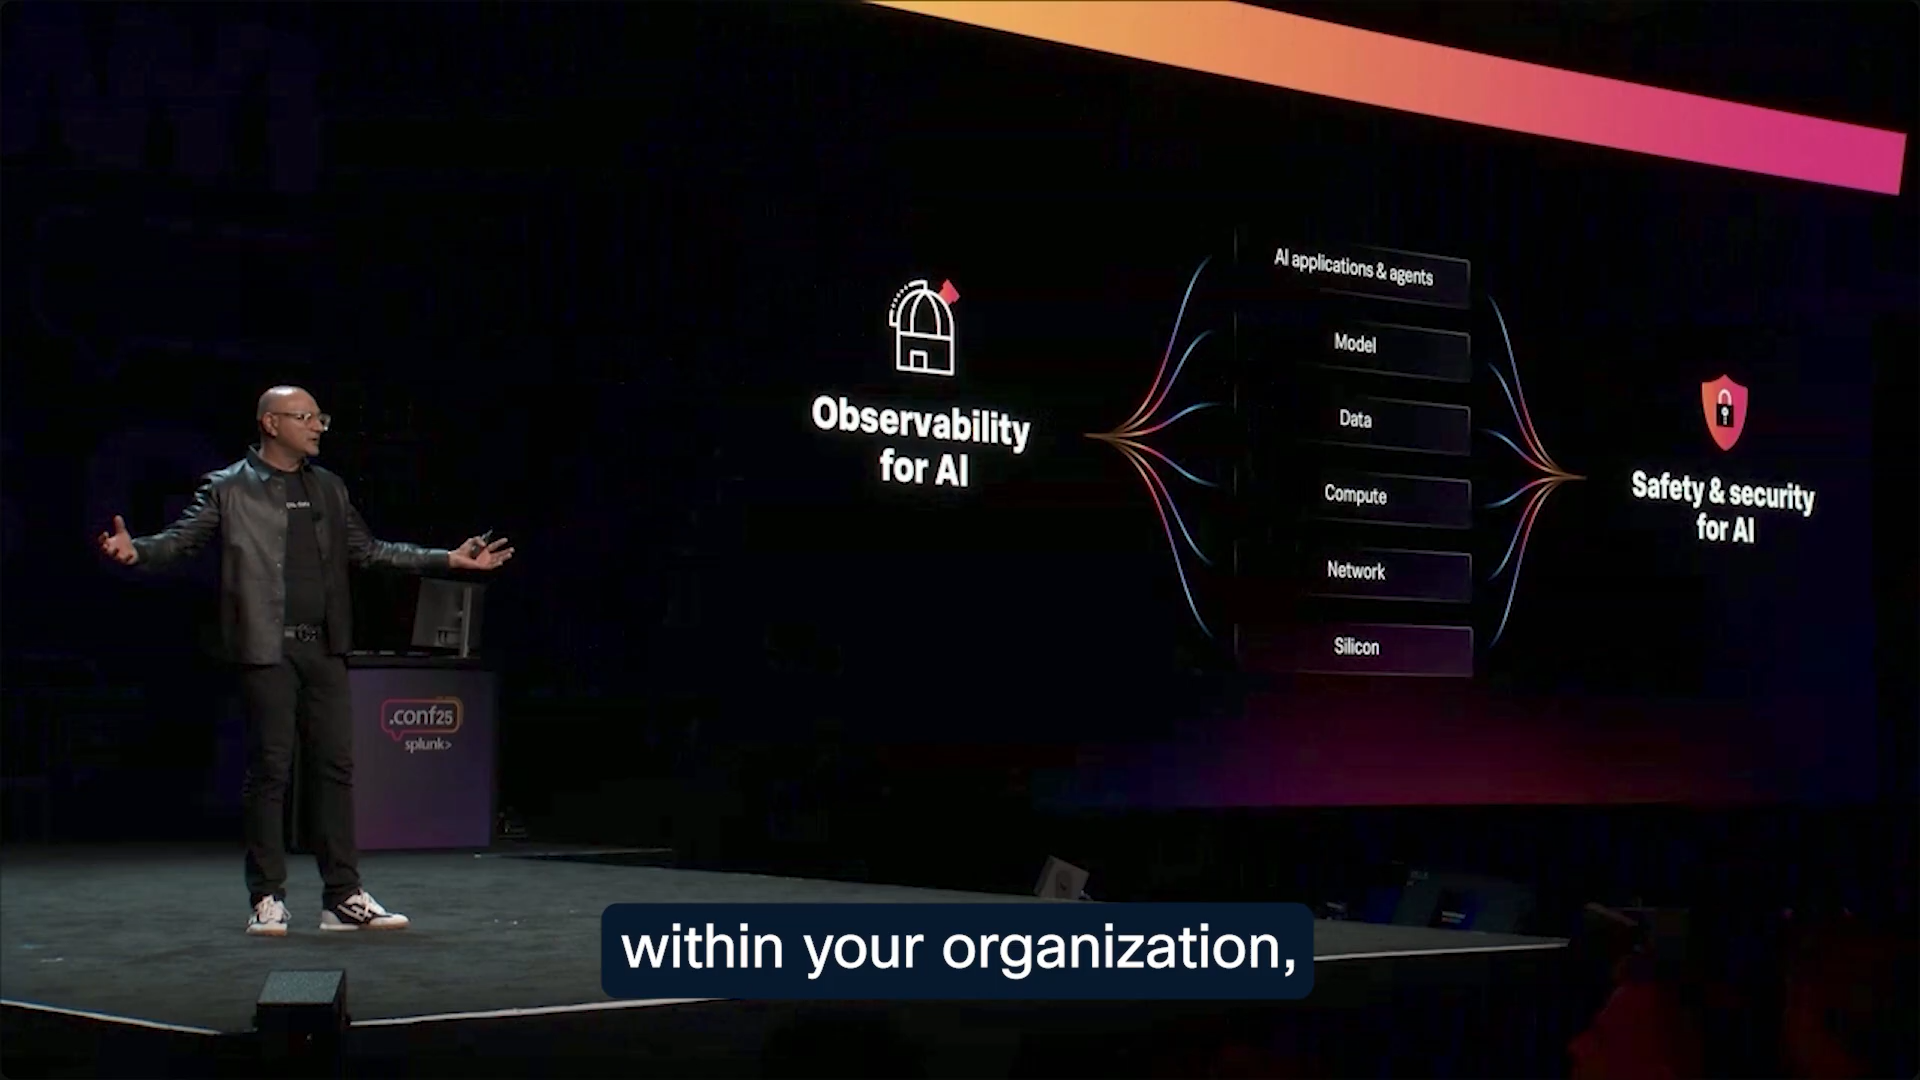 Observability
for AI
AI applications & agents
Model
Data
Compute
Network
Silicon
Safety & security
for AI
.conf25
splunk>
within your organization,